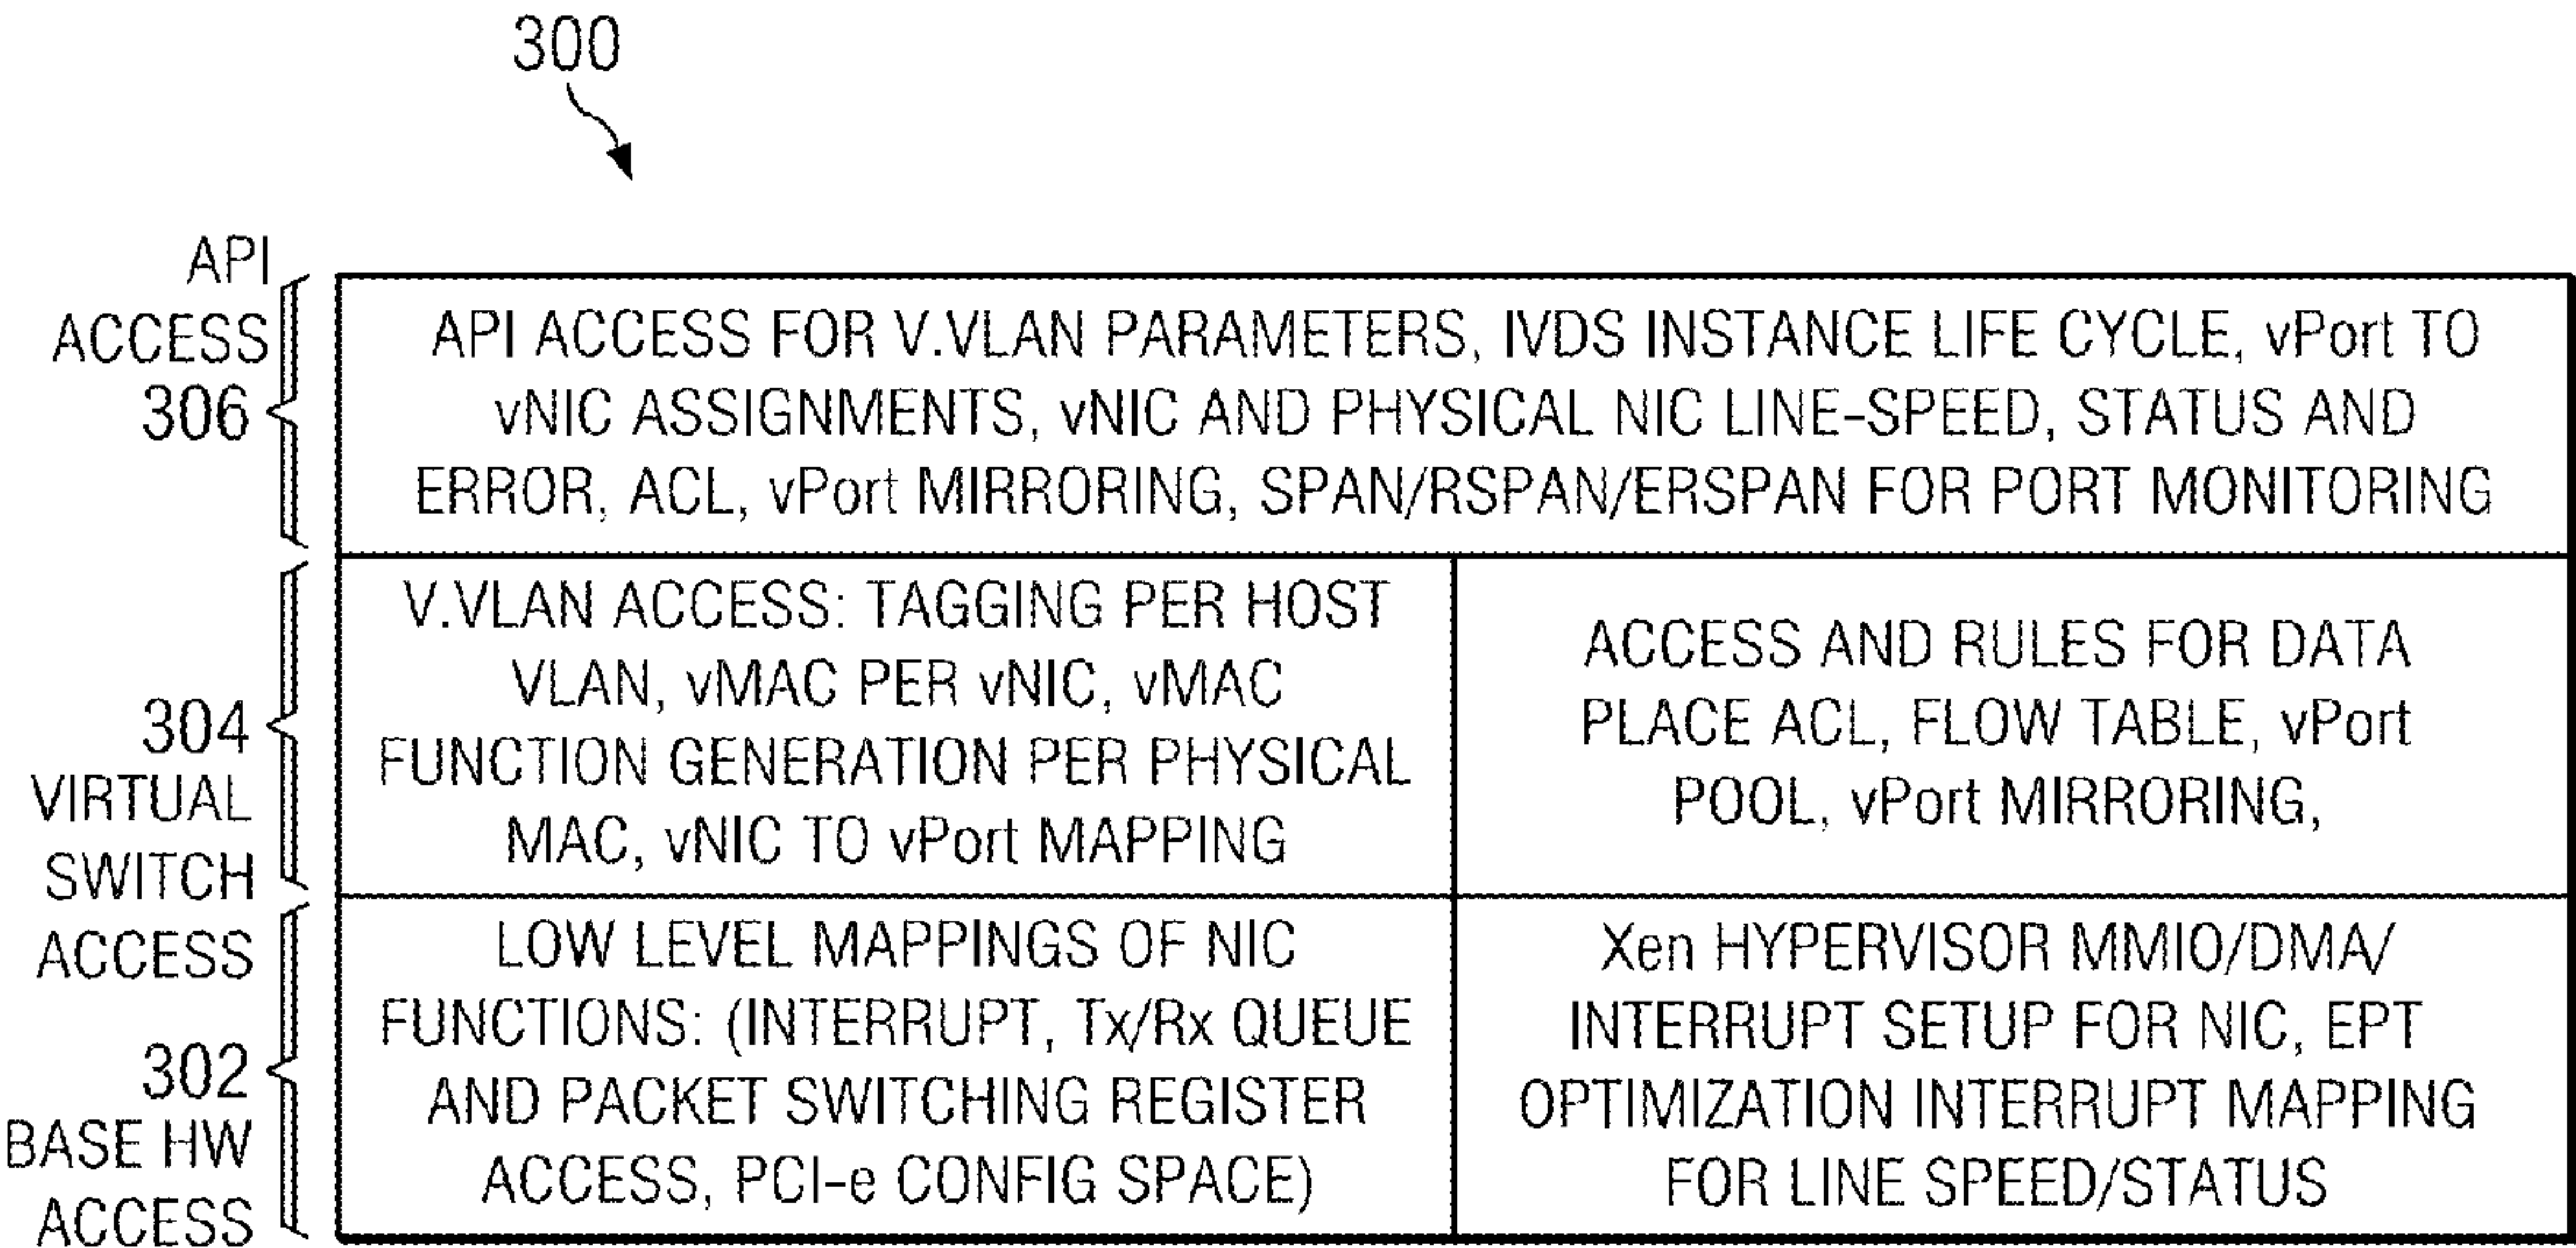 300
API
ACCESS
306
API ACCESS FOR V.VLAN PARAMETERS, IVDS INSTANCE LIFE CYCLE, vPort TO
vNIC ASSIGNMENTS, vNIC AND PHYSICAL NIC LINE-SPEED, STATUS AND
ERROR, ACL, vPort MIRRORING, SPAN/RSPAN/ERSPAN FOR PORT MONITORING
304
VIRTUAL
SWITCH
ACCESS
V.VLAN ACCESS: TAGGING PER HOST
VLAN, vMAC PER vNIC, vMAC
FUNCTION GENERATION PER PHYSICAL
MAC, vNIC TO vPort MAPPING
ACCESS AND RULES FOR DATA
PLACE ACL, FLOW TABLE, vPort
POOL, vPort MIRRORING,
302
BASE HW
ACCESS
LOW LEVEL MAPPINGS OF NIC
FUNCTIONS: (INTERRUPT, Tx/Rx QUEUE
AND PACKET SWITCHING REGISTER
ACCESS, PCI-e CONFIG SPACE)
Xen HYPERVISOR MMIO/DMA/
INTERRUPT SETUP FOR NIC, EPT
OPTIMIZATION INTERRUPT MAPPING
FOR LINE SPEED/STATUS